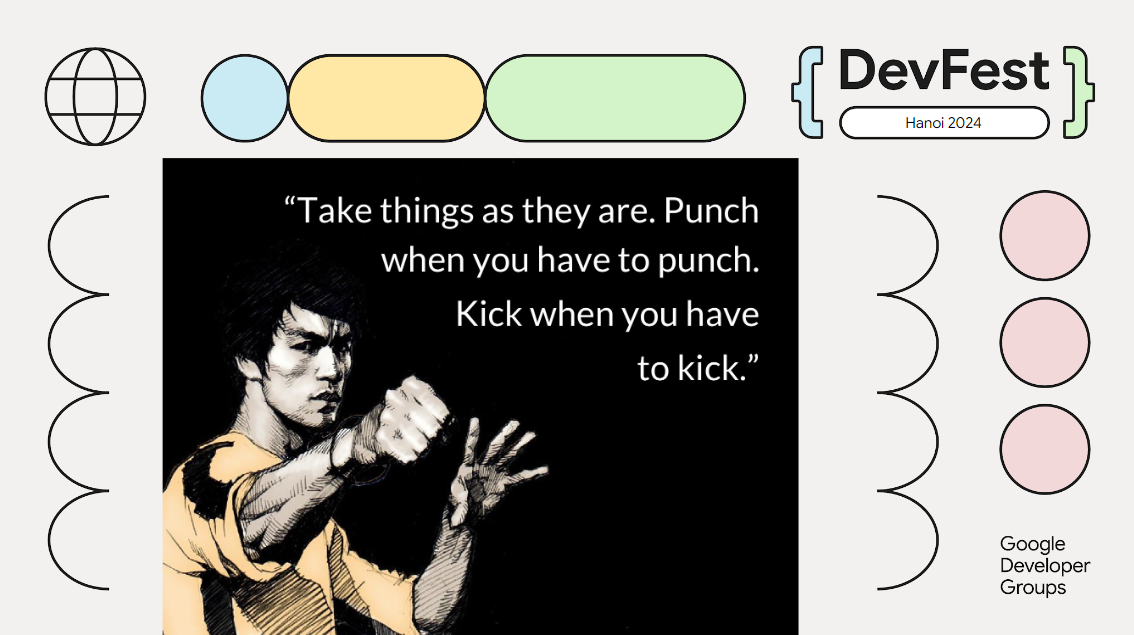 DevFest
Hanoi 2024
“Take things as they are. Punch
when you have to punch.
Kick when you have
to kick.”
Google
Developer
Groups